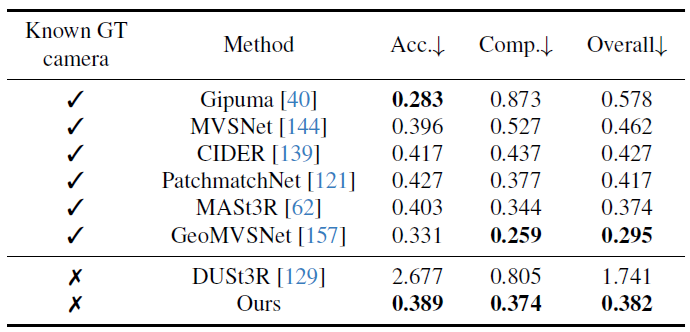 Known GT camera Method Acc.↓ Comp.↓ Overall↓
✓ Gipuma [40] 0.283 0.873 0.578
✓ MVSNet [144] 0.396 0.527 0.462
✓ CIDER [139] 0.417 0.437 0.427
✓ PatchmatchNet [121] 0.427 0.377 0.417
✓ MASt3R [62] 0.403 0.344 0.374
✓ GeoMVSNet [157] 0.331 0.259 0.295
✗ DUSt3R [129] 2.677 0.805 1.741
✗ Ours 0.389 0.374 0.382